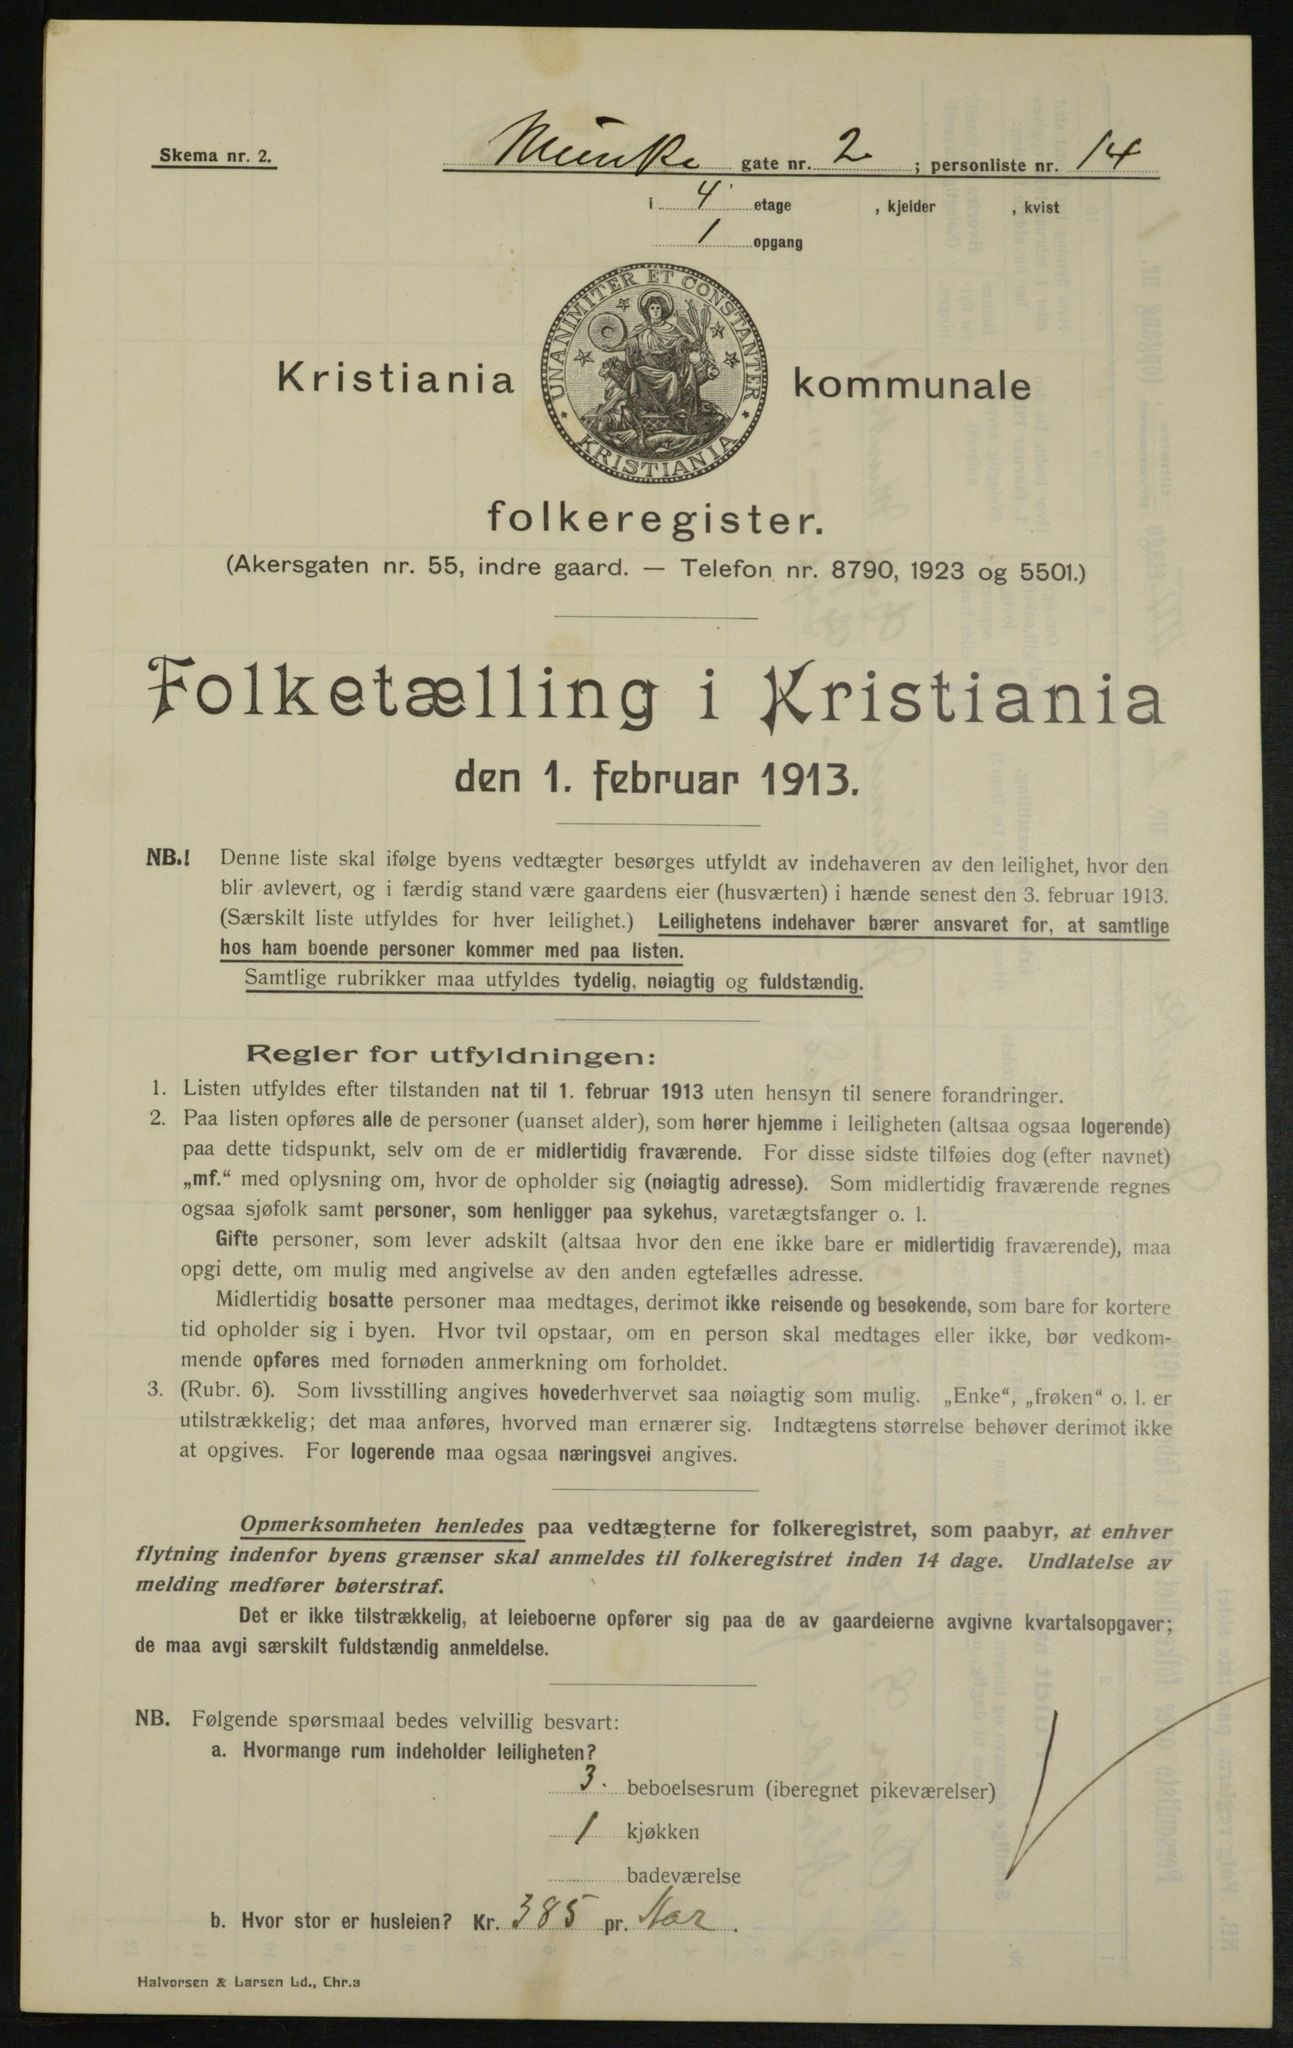 Skema nr. 2.
Munke gate nr. 2 ; personliste nr. 14
i 4 etage , kjelder , kvist
1 opgang
UNANIMITER ET CONSTANTER
KRISTIANIA
Kristiania kommunale
folkeregister.
(Akersgaten nr. 55, indre gaard. — Telefon nr. 8790, 1923 og 5501.)
Folketælling i Kristiania
den 1. februar 1913.
NB.! Denne liste skal ifølge byens vedtægter besørges utfyldt av indehaveren av den leilighet, hvor den
blir avlevert, og i færdig stand være gaardens eier (husværten) i hænde senest den 3. februar 1913.
(Særskilt liste utfyldes for hver leilighet.) Leilighetens indehaver bærer ansvaret for, at samtlige
hos ham boende personer kommer med paa listen.
Samtlige rubrikker maa utfyldes tydelig, nøiagtig og fuldstændig.
Regler for utfyldningen:
1. Listen utfyldes efter tilstanden nat til 1. februar 1913 uten hensyn til senere forandringer.
2. Paa listen opføres alle de personer (uanset alder), som hører hjemme i leiligheten (altsaa ogsaa logerende)
paa dette tidspunkt, selv om de er midlertidig fraværende. For disse sidste tilføies dog (efter navnet)
„mf.“ med oplysning om, hvor de opholder sig (nøiagtig adresse). Som midlertidig fraværende regnes
ogsaa sjøfolk samt personer, som henligger paa sykehus, varetægtsfanger o. l.
Gifte personer, som lever adskilt (altsaa hvor den ene ikke bare er midlertidig fraværende), maa
opgi dette, om mulig med angivelse av den anden egtefælles adresse.
Midlertidig bosatte personer maa medtages, derimot ikke reisende og besøkende, som bare for kortere
tid opholder sig i byen. Hvor tvil opstaar, om en person skal medtages eller ikke, bør vedkom-
mende opføres med fornøden anmerkning om forholdet.
3. (Rubr. 6). Som livsstilling angives hovederhvervet saa nøiagtig som mulig. „Enke“, „frøken“ o. l. er
utilstrækkelig; det maa anføres, hvorved man ernærer sig. Indtægtens størrelse behøver derimot ikke
at opgives. For logerende maa ogsaa næringsvei angives.
Opmerksomheten henledes paa vedtægterne for folkeregistret, som paabyr, at enhver
flytning indenfor byens grænser skal anmeldes til folkeregistret inden 14 dage. Undlatelse av
melding medfører bøterstraf.
Det er ikke tilstrækkelig, at leieboerne opfører sig paa de av gaardeierne avgivne kvartalsopgaver;
de maa avgi særskilt fuldstændig anmeldelse.
NB. Følgende spørsmaal bedes velvillig besvart:
a. Hvormange rum indeholder leiligheten?
3. beboelsesrum (iberegnet pikeværelser)
1 kjøkken
badeværelse
b. Hvor stor er husleien? Kr. 385 pr. Aar.
Halvorsen & Larsen Ld., Chr.a